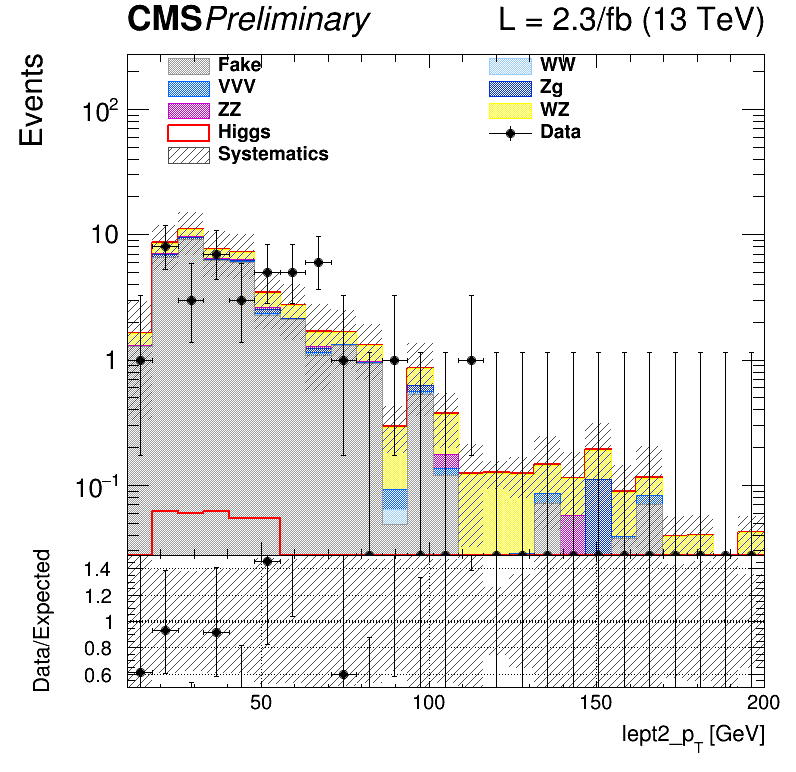 CMS Preliminary L = 2.3/fb (13 TeV)
Events
Fake WW
VVV Zg
ZZ WZ
Higgs Data
Systematics
10²
10
1
10⁻¹
Data/Expected
1.4
1.2
1
0.8
0.6
50 100 150 200
lept2_p_T [GeV]